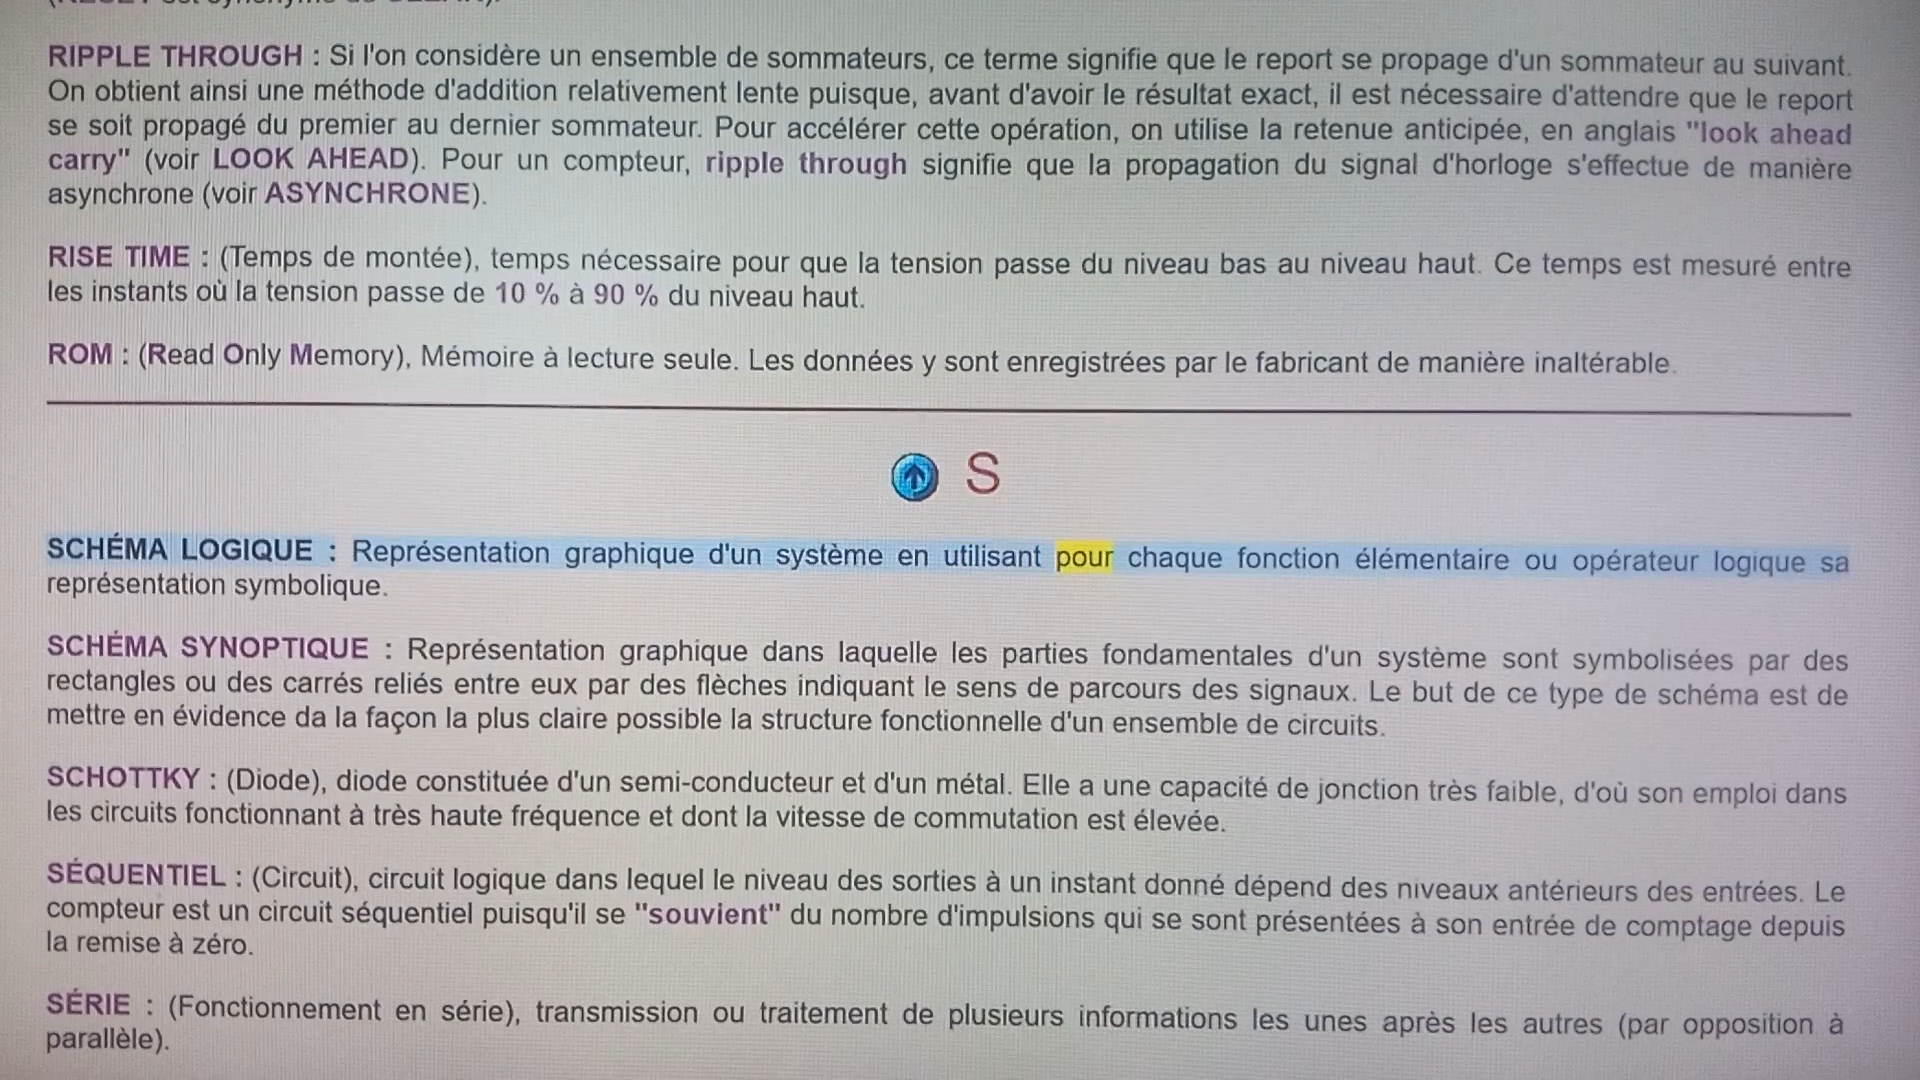 RIPPLE THROUGH : Si l'on considère un ensemble de sommateurs, ce terme signifie que le report se propage d'un sommateur au suivant.
On obtient ainsi une méthode d'addition relativement lente puisque, avant d'avoir le résultat exact, il est nécessaire d'attendre que le report
se soit propagé du premier au dernier sommateur. Pour accélérer cette opération, on utilise la retenue anticipée, en anglais "look ahead
carry" (voir LOOK AHEAD). Pour un compteur, ripple through signifie que la propagation du signal d'horloge s'effectue de manière
asynchrone (voir ASYNCHRONE).
RISE TIME : (Temps de montée), temps nécessaire pour que la tension passe du niveau bas au niveau haut. Ce temps est mesuré entre
les instants où la tension passe de 10 % à 90 % du niveau haut.
ROM : (Read Only Memory), Mémoire à lecture seule. Les données y sont enregistrées par le fabricant de manière inaltérable.
S
SCHÉMA LOGIQUE : Représentation graphique d'un système en utilisant pour chaque fonction élémentaire ou opérateur logique sa
représentation symbolique.
SCHÉMA SYNOPTIQUE : Représentation graphique dans laquelle les parties fondamentales d'un système sont symbolisées par des
rectangles ou des carrés reliés entre eux par des flèches indiquant le sens de parcours des signaux. Le but de ce type de schéma est de
mettre en évidence da la façon la plus claire possible la structure fonctionnelle d'un ensemble de circuits.
SCHOTTKY : (Diode), diode constituée d'un semi-conducteur et d'un métal. Elle a une capacité de jonction très faible, d'où son emploi dans
les circuits fonctionnant à très haute fréquence et dont la vitesse de commutation est élevée.
SÉQUENTIEL : (Circuit), circuit logique dans lequel le niveau des sorties à un instant donné dépend des niveaux antérieurs des entrées. Le
compteur est un circuit séquentiel puisqu'il se "souvient" du nombre d'impulsions qui se sont présentées à son entrée de comptage depuis
la remise à zéro.
SÉRIE : (Fonctionnement en série), transmission ou traitement de plusieurs informations les unes après les autres (par opposition à
parallèle).